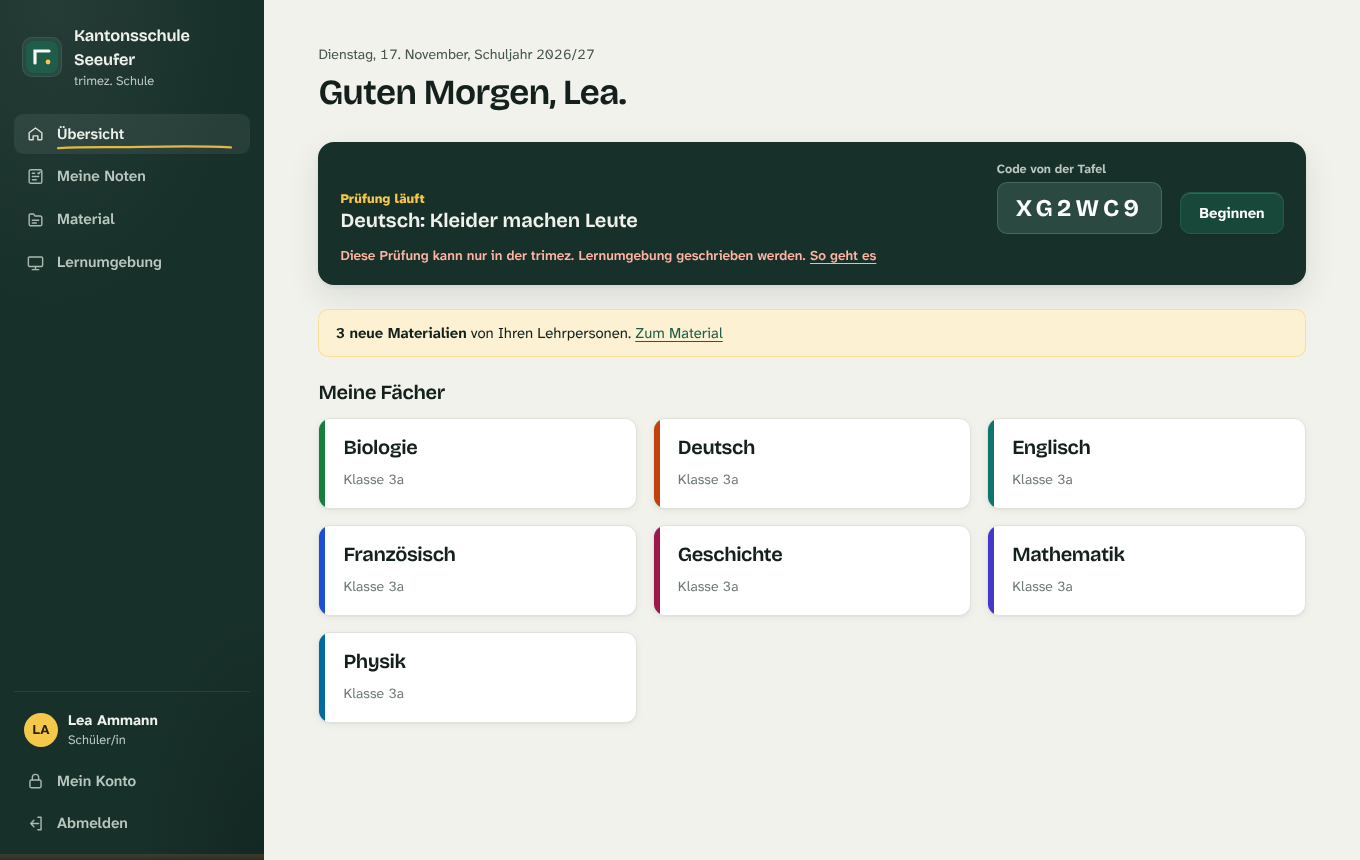 Kantonsschule
Seeufer
trimez. Schule
Übersicht
Meine Noten
Material
Lernumgebung
Lea Ammann
LA
Schüler/in
Mein Konto
Abmelden
Dienstag, 17. November, Schuljahr 2026/27
Guten Morgen, Lea.
Prüfung läuft
Deutsch: Kleider machen Leute
Diese Prüfung kann nur in der trimez. Lernumgebung geschrieben werden. So geht es
Code von der Tafel
XG2WC9
Beginnen
3 neue Materialien von Ihren Lehrpersonen. Zum Material
Meine Fächer
Biologie
Klasse 3a
Deutsch
Klasse 3a
Englisch
Klasse 3a
Französisch
Klasse 3a
Geschichte
Klasse 3a
Mathematik
Klasse 3a
Physik
Klasse 3a